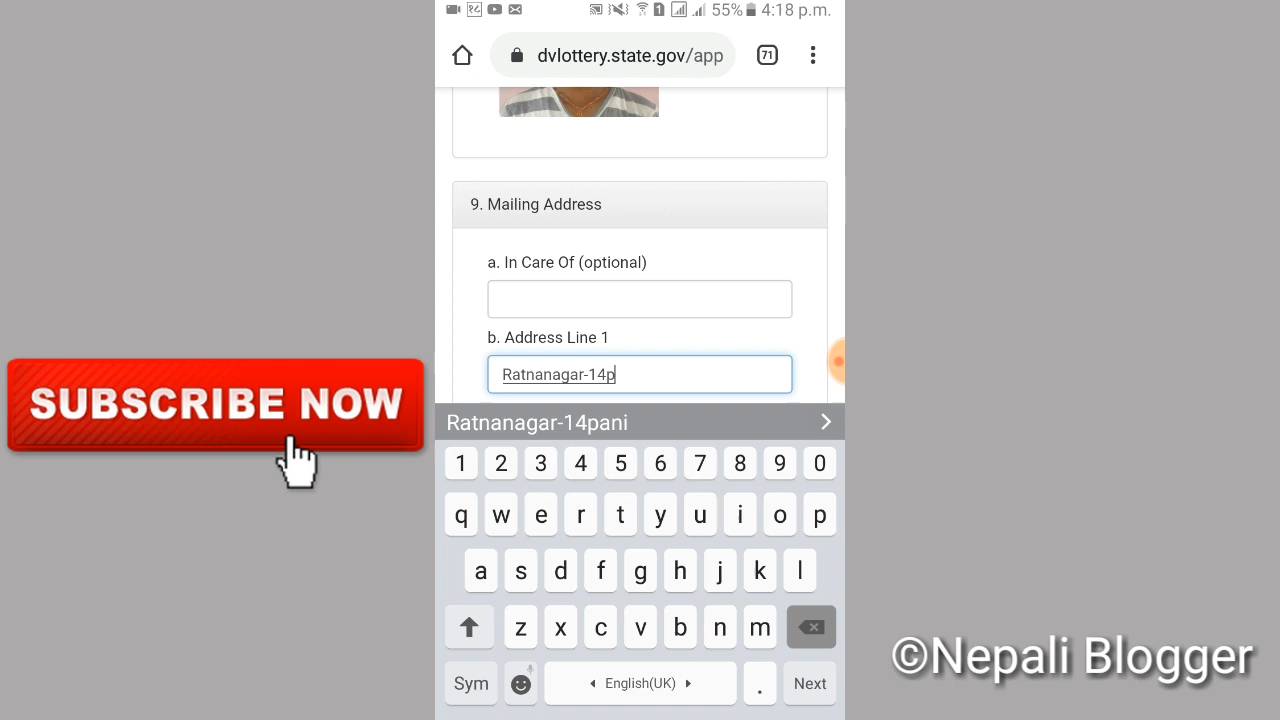 55% 4:18 p.m.
dvlottery.state.gov/app
71
9. Mailing Address
a. In Care Of (optional)
b. Address Line 1
Ratnanagar-14p
Ratnanagar-14pani
1 2 3 4 5 6 7 8 9 0
q w e r t y u i o p
a s d f g h j k l
z x c v b n m
Sym English(UK) . Next
SUBSCRIBE NOW
©Nepali Blogger